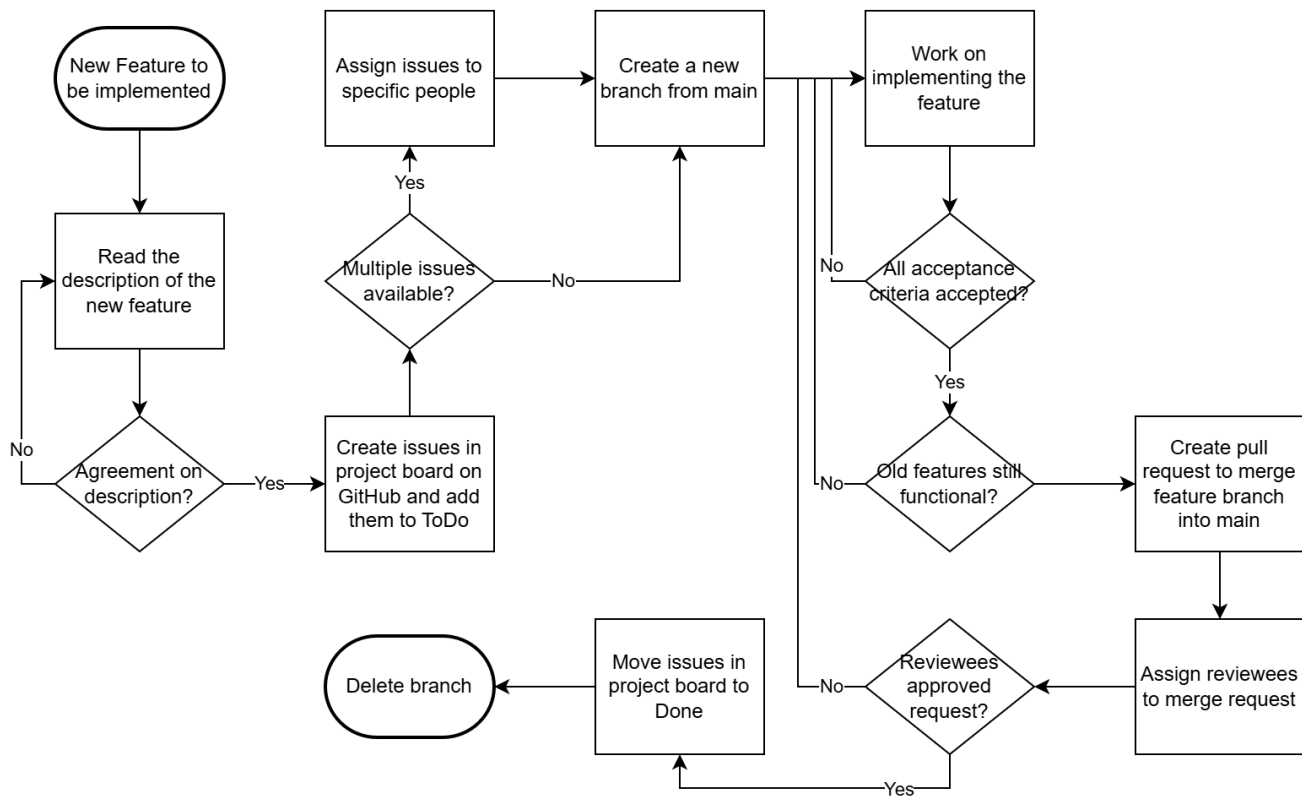 New Feature to
be implemented
Read the
description of the
new feature
No
Agreement on
description?
Yes
Create issues in
project board on
GitHub and add
them to ToDo
Multiple issues
available?
Yes
Assign issues to
specific people
No
Create a new
branch from main
Work on
implementing the
feature
All acceptance
criteria accepted?
No
Yes
Old features still
functional?
No
Create pull
request to merge
feature branch
into main
Assign reviewees
to merge request
Reviewees
approved
request?
No
Yes
Move issues in
project board to
Done
Delete branch